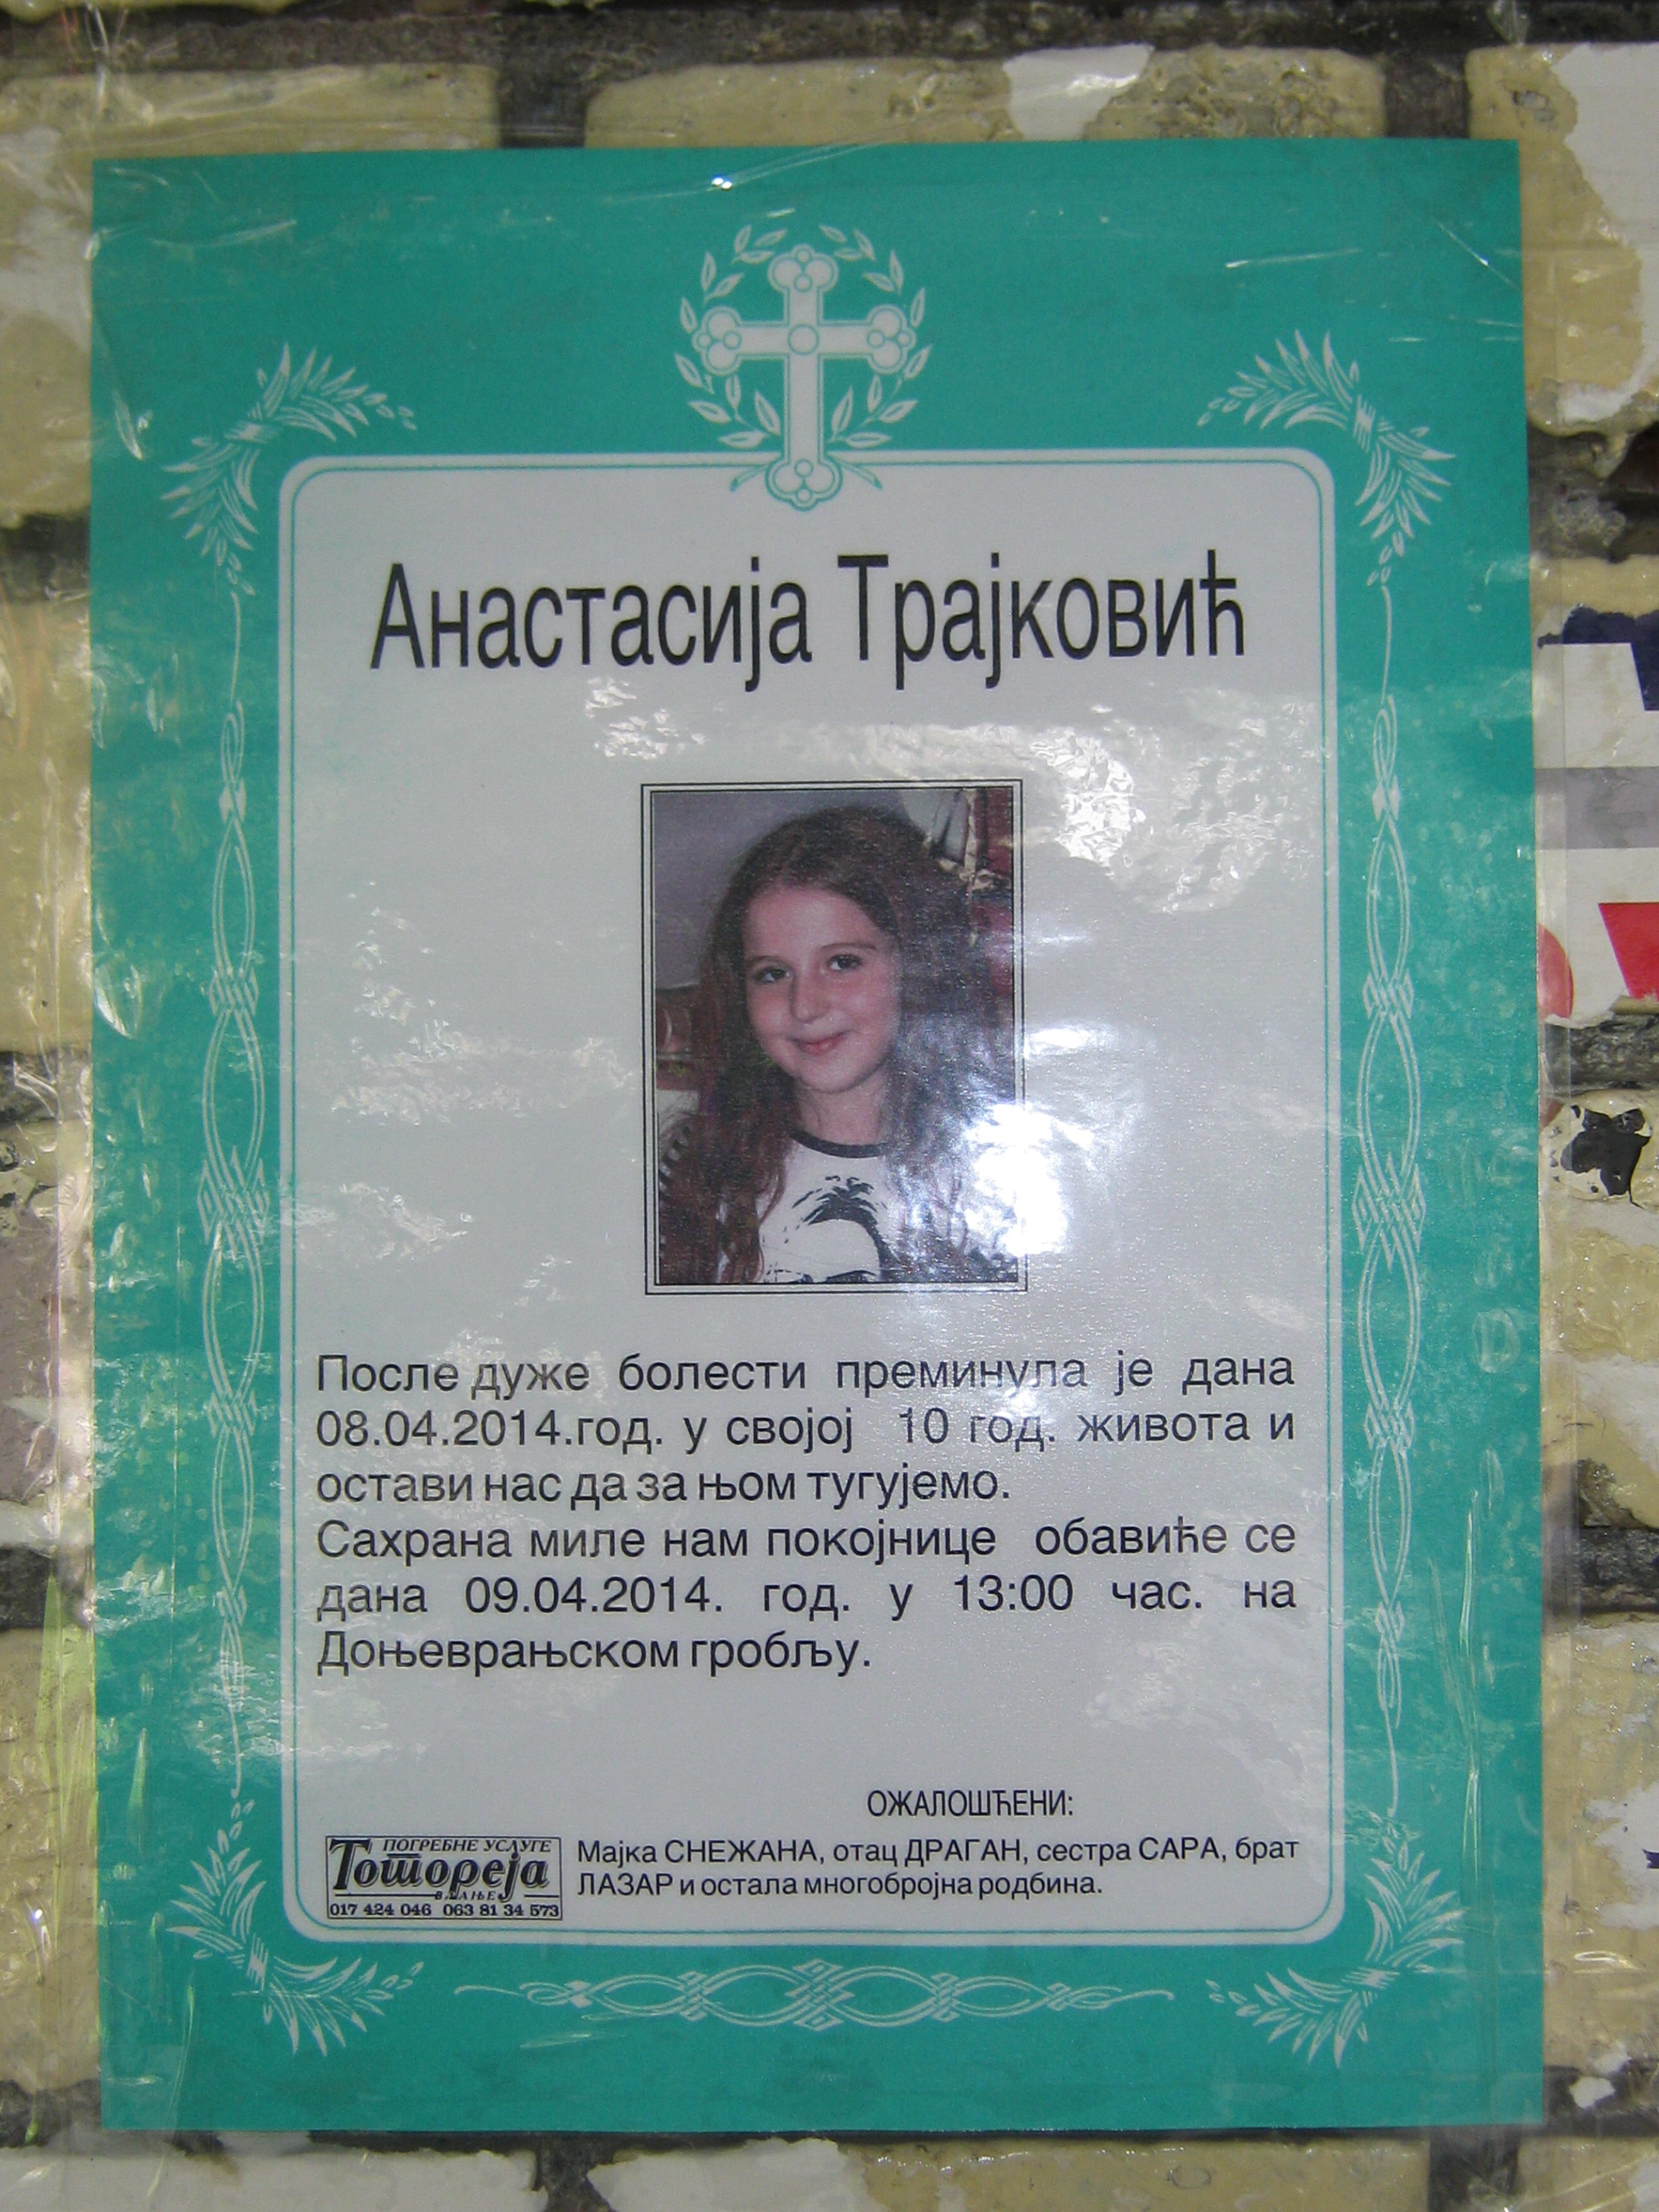 Анастасија Трајковић
После дуже болести преминула је дана
08.04.2014.год. у својој 10 год. живота и
остави нас да за њом тугујемо.
Сахрана миле нам покојнице обавиће се
дана 09.04.2014. год. у 13:00 час. на
Доњеврањском гробљу.
ОЖАЛОШЋЕНИ:
Мајка СНЕЖАНА, отац ДРАГАН, сестра САРА, брат
ЛАЗАР и остала многобројна родбина.
ПОГРЕБНЕ УСЛУГЕ
Тоттореја
ВРАЊЕ
017 424 046 063 81 34 573